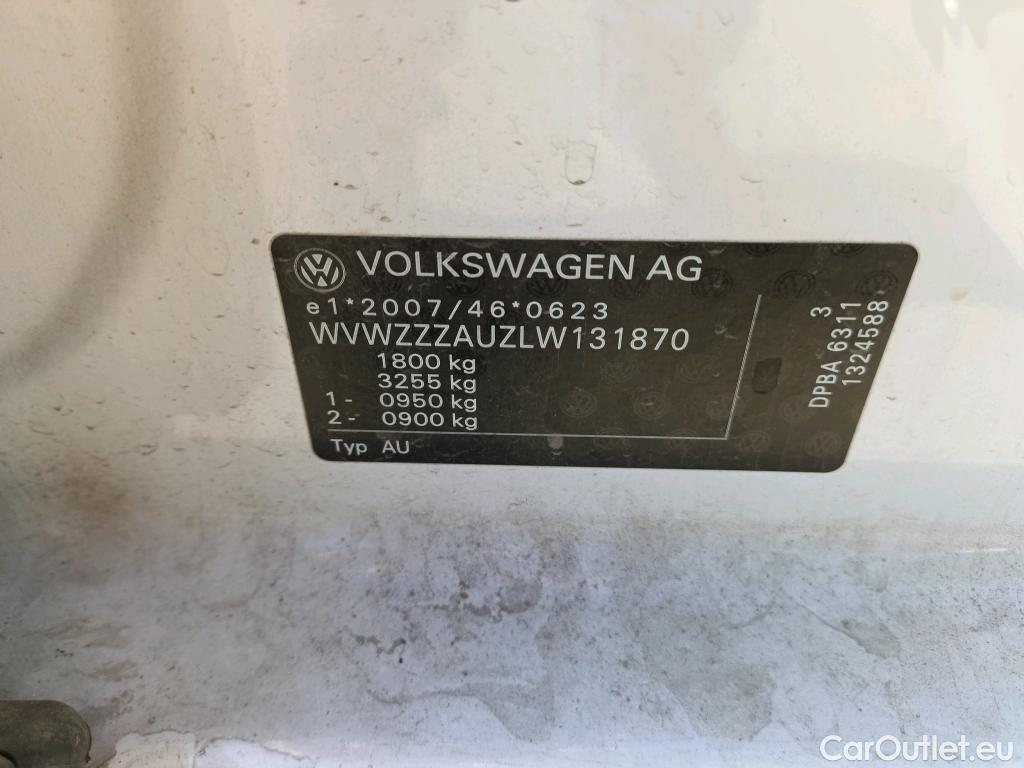 VOLKSWAGEN AG
e1*2007/46*0623
WVWZZZAUZLW131870
1800 kg
3255 kg
1- 0950 kg
2- 0900 kg
Typ AU
3
DPBA 6311
1324588
CarOutlet.eu